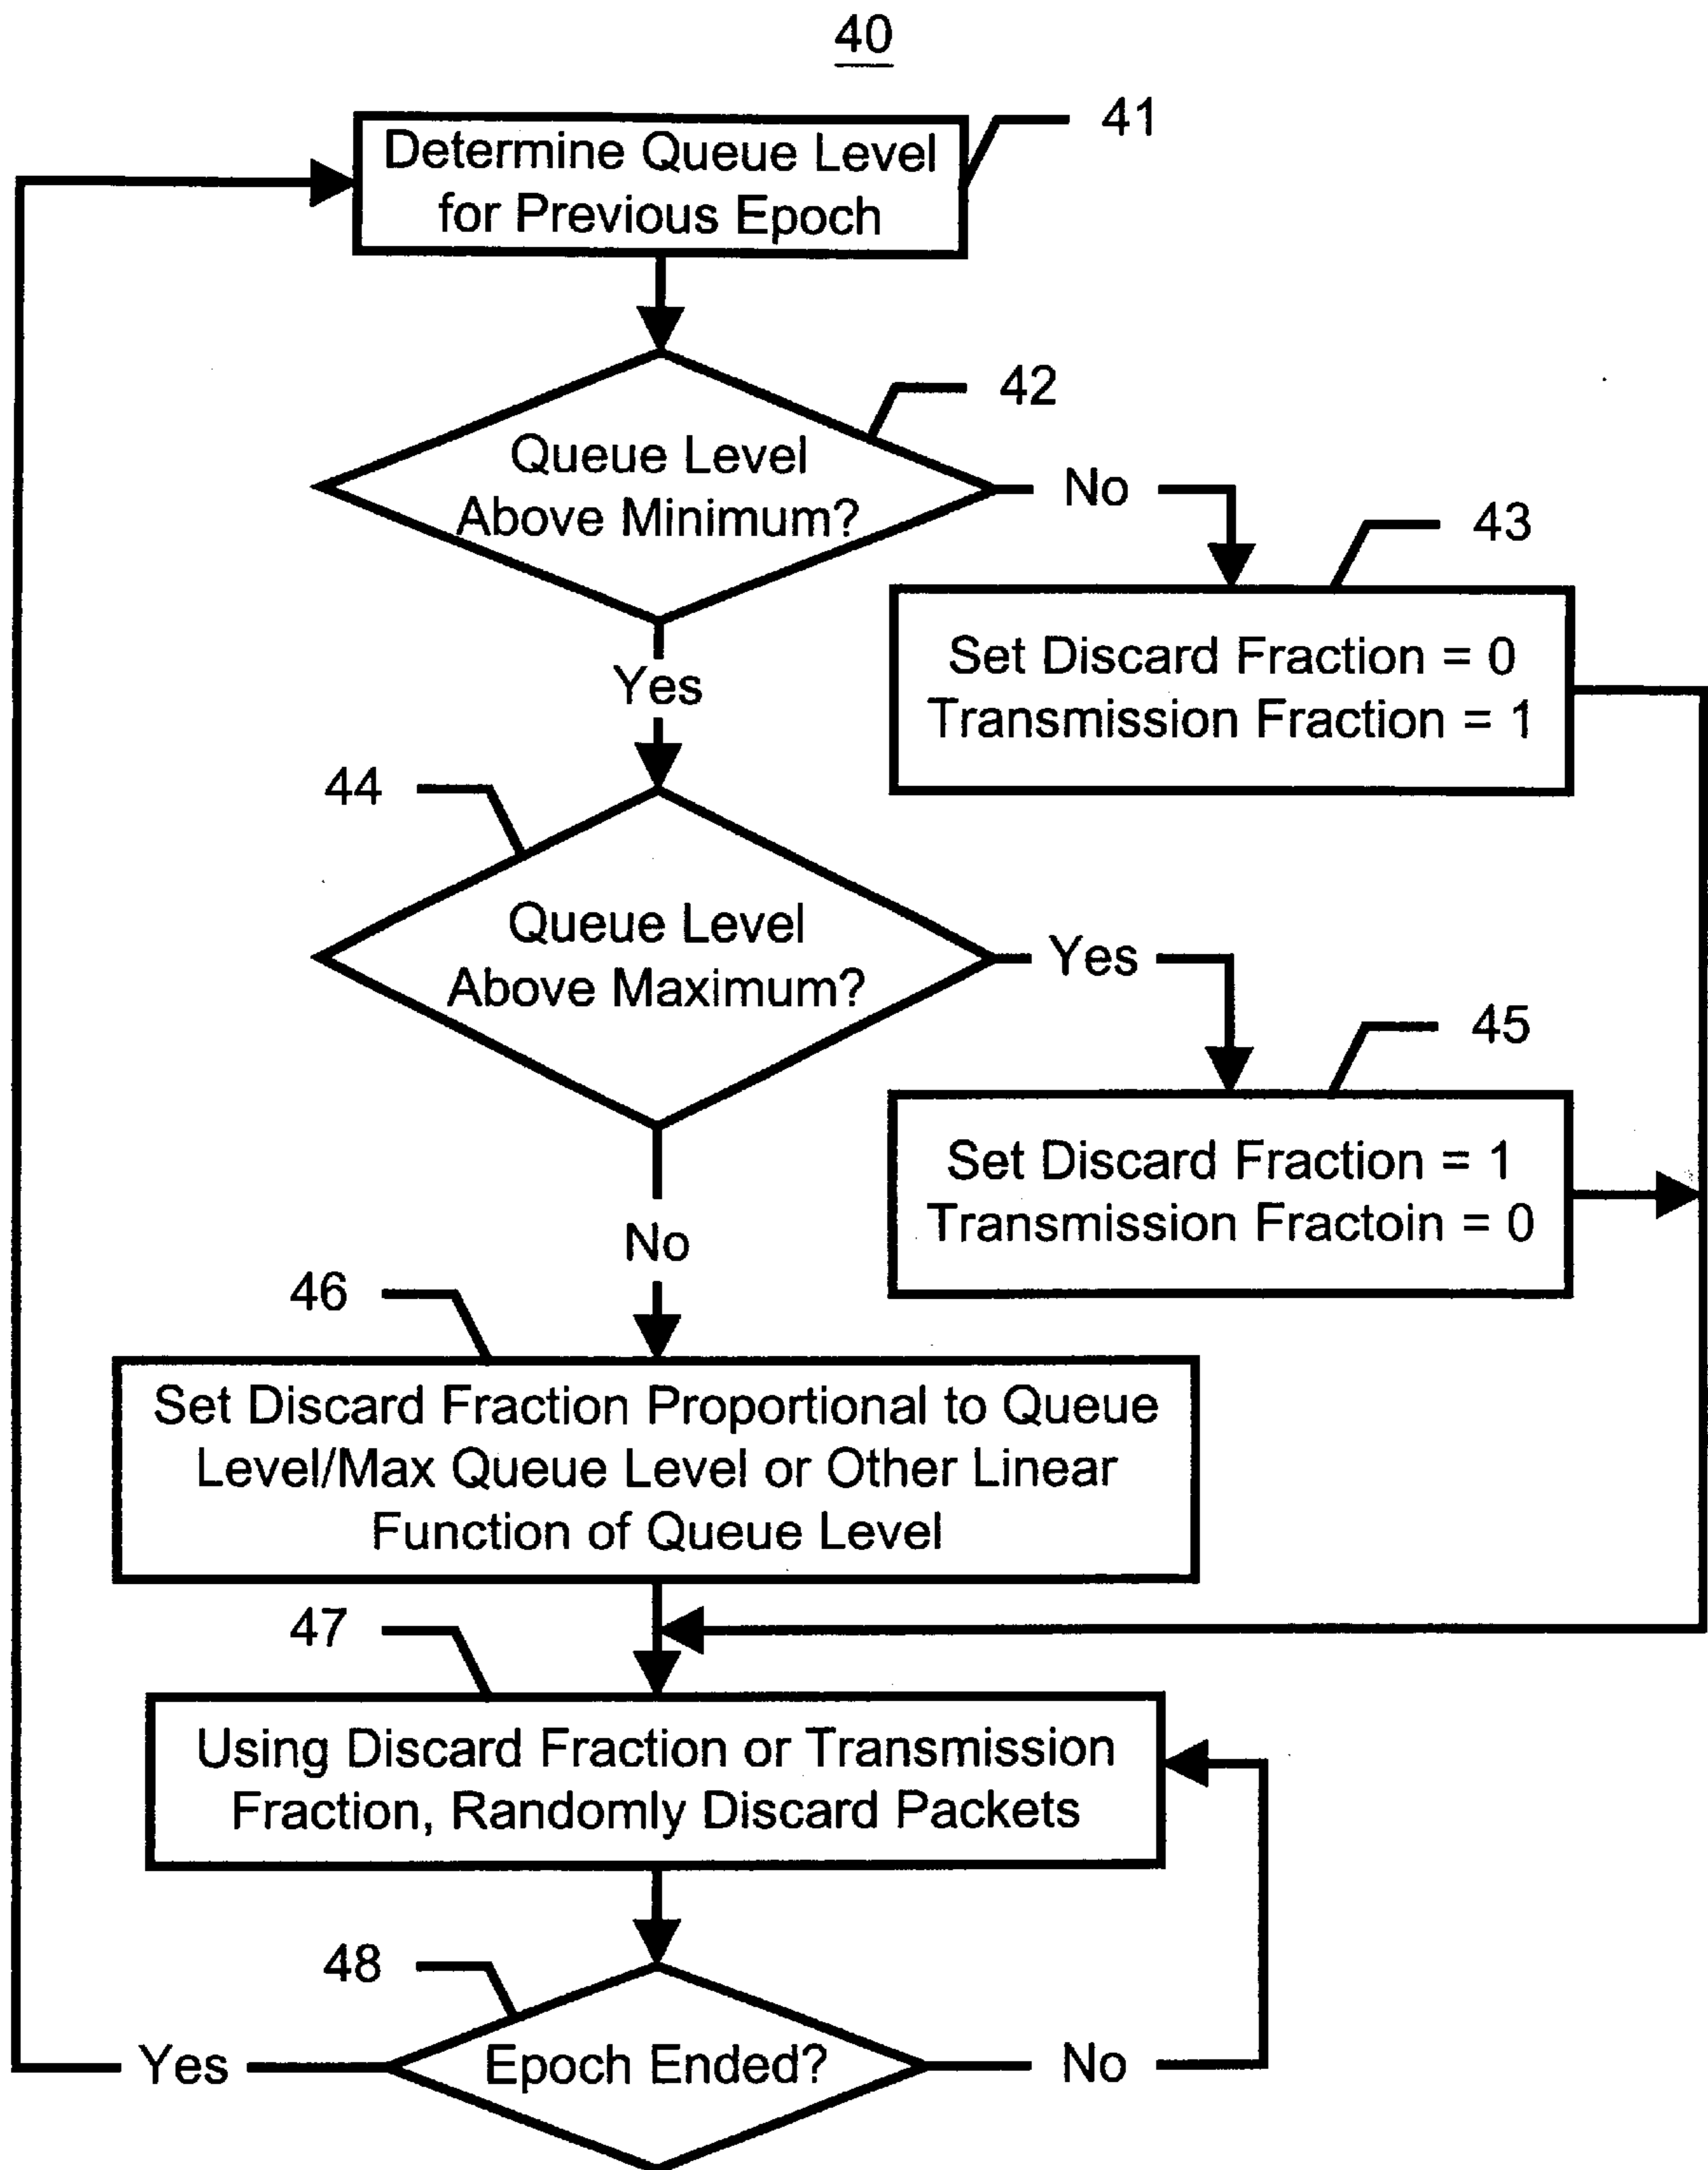 40
41
Determine Queue Level
for Previous Epoch
42
Queue Level
Above Minimum?
No
43
Set Discard Fraction = 0
Transmission Fraction = 1
Yes
44
Queue Level
Above Maximum?
Yes
45
Set Discard Fraction = 1
Transmission Fractoin = 0
No
46
Set Discard Fraction Proportional to Queue
Level/Max Queue Level or Other Linear
Function of Queue Level
47
Using Discard Fraction or Transmission
Fraction, Randomly Discard Packets
48
Yes
Epoch Ended?
No